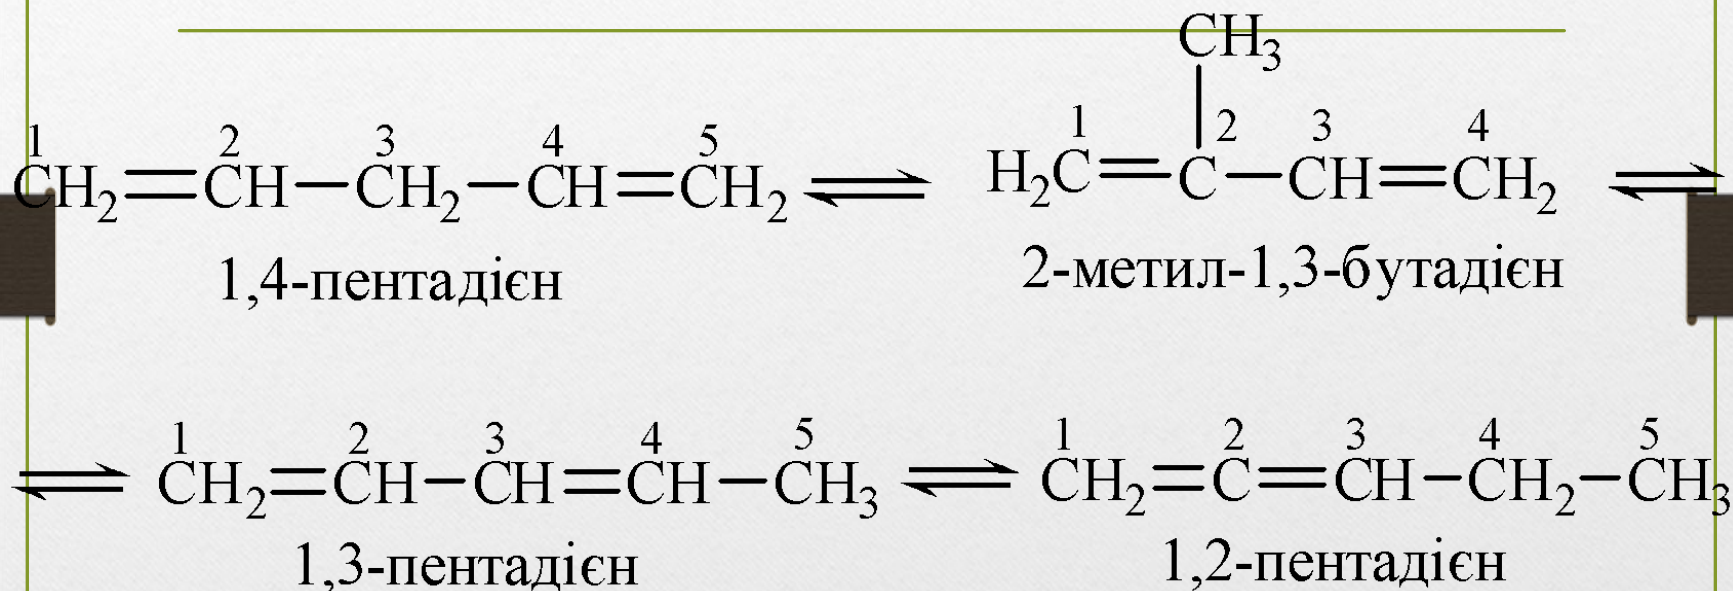 CH₃
1 2 3 4 5
CH₂=CH—CH₂—CH=CH₂ ⇌
1,4-пентадієн
1 2 3 4
H₂C=C—CH=CH₂ ⇌
2-метил-1,3-бутадієн
1 2 3 4 5
⇌ CH₂=CH—CH=CH—CH₃ ⇌
1,3-пентадієн
1 2 3 4 5
CH₂=C=CH—CH₂—CH₃
1,2-пентадієн